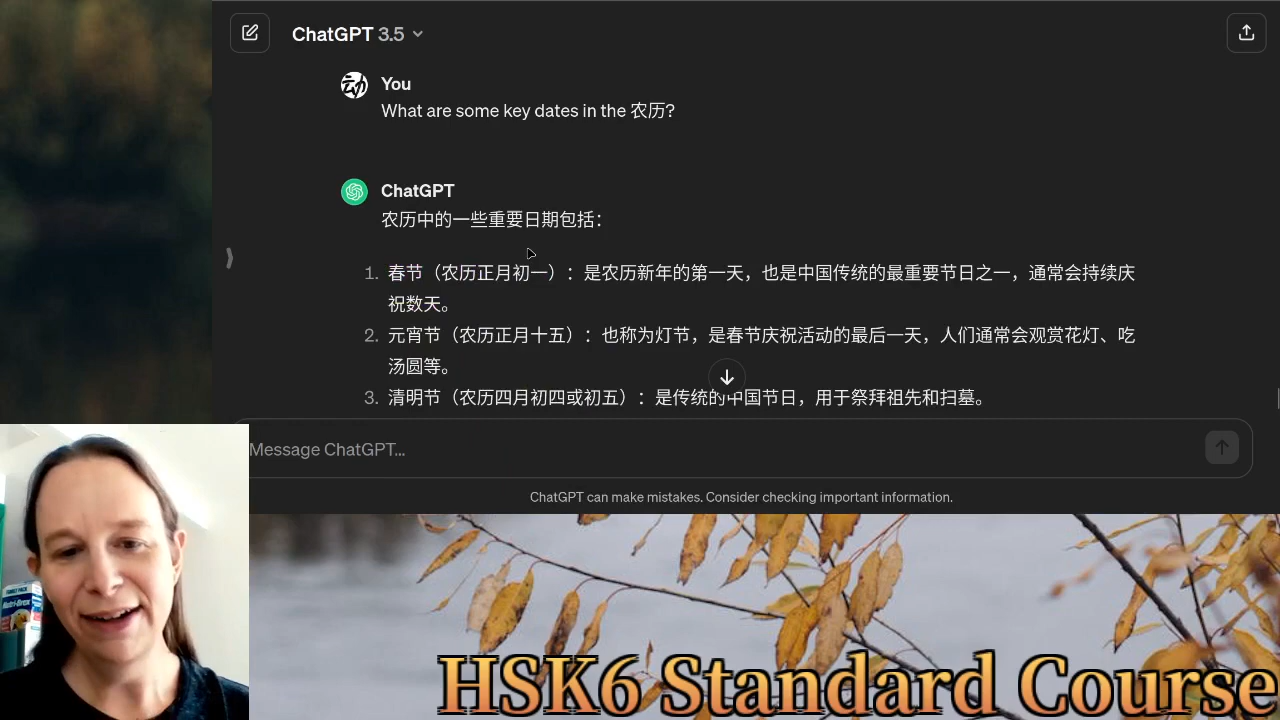 ChatGPT 3.5
You
What are some key dates in the 农历?
ChatGPT
农历中的一些重要日期包括：
1. 春节（农历正月初一）：是农历新年的第一天，也是中国传统的最重要节日之一，通常会持续庆
祝数天。
2. 元宵节（农历正月十五）：也称为灯节，是春节庆祝活动的最后一天，人们通常会观赏花灯、吃
汤圆等。
3. 清明节（农历四月初四或初五）：是传统的中国节日，用于祭拜祖先和扫墓。
Message ChatGPT...
ChatGPT can make mistakes. Consider checking important information.
HSK6 Standard Course